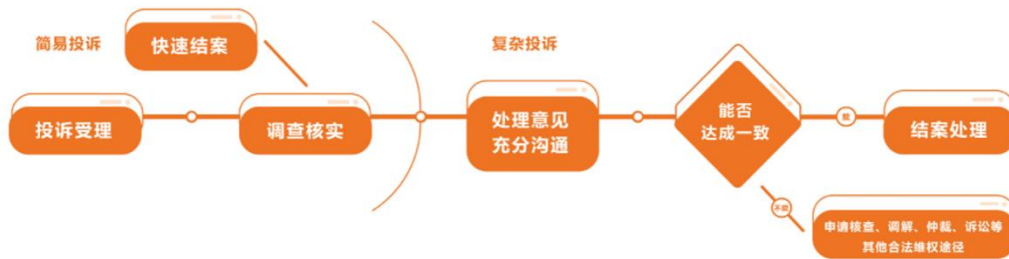 简易投诉
快速结案
复杂投诉
投诉受理
调查核实
处理意见
充分沟通
能否
达成一致
能
结案处理
不能
申请核查、调解、仲裁、诉讼等
其他合法维权途径